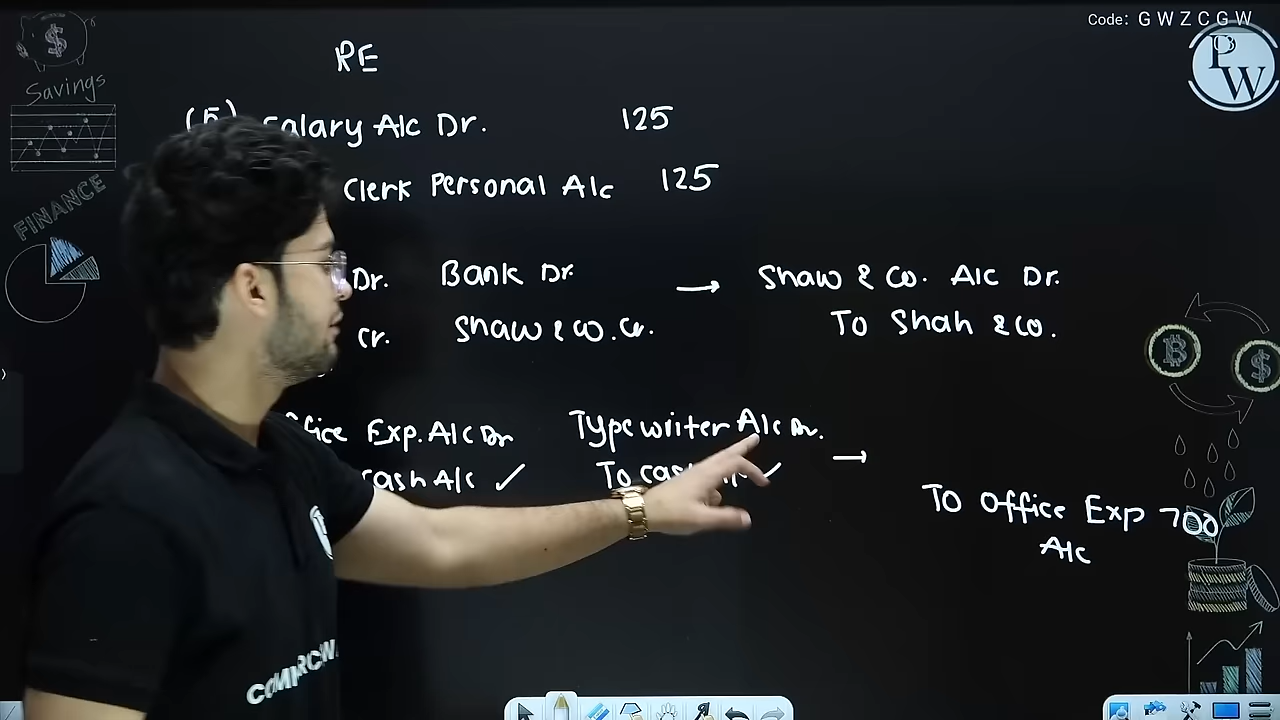 Code: G W Z C G W
PW
RE
Savings
(5) Salary A/c Dr. 125
Clerk Personal A/c 125
FINANCE
Dr. Bank Dr. → Shaw & Co. A/c Dr.
Cr. Shaw & Co. Cr. To Shah & Co.
Office Exp. A/c Dr Typewriter A/c Dr. →
cash A/c ✓ To cash A/c ✓
To Office Exp 700
A/c